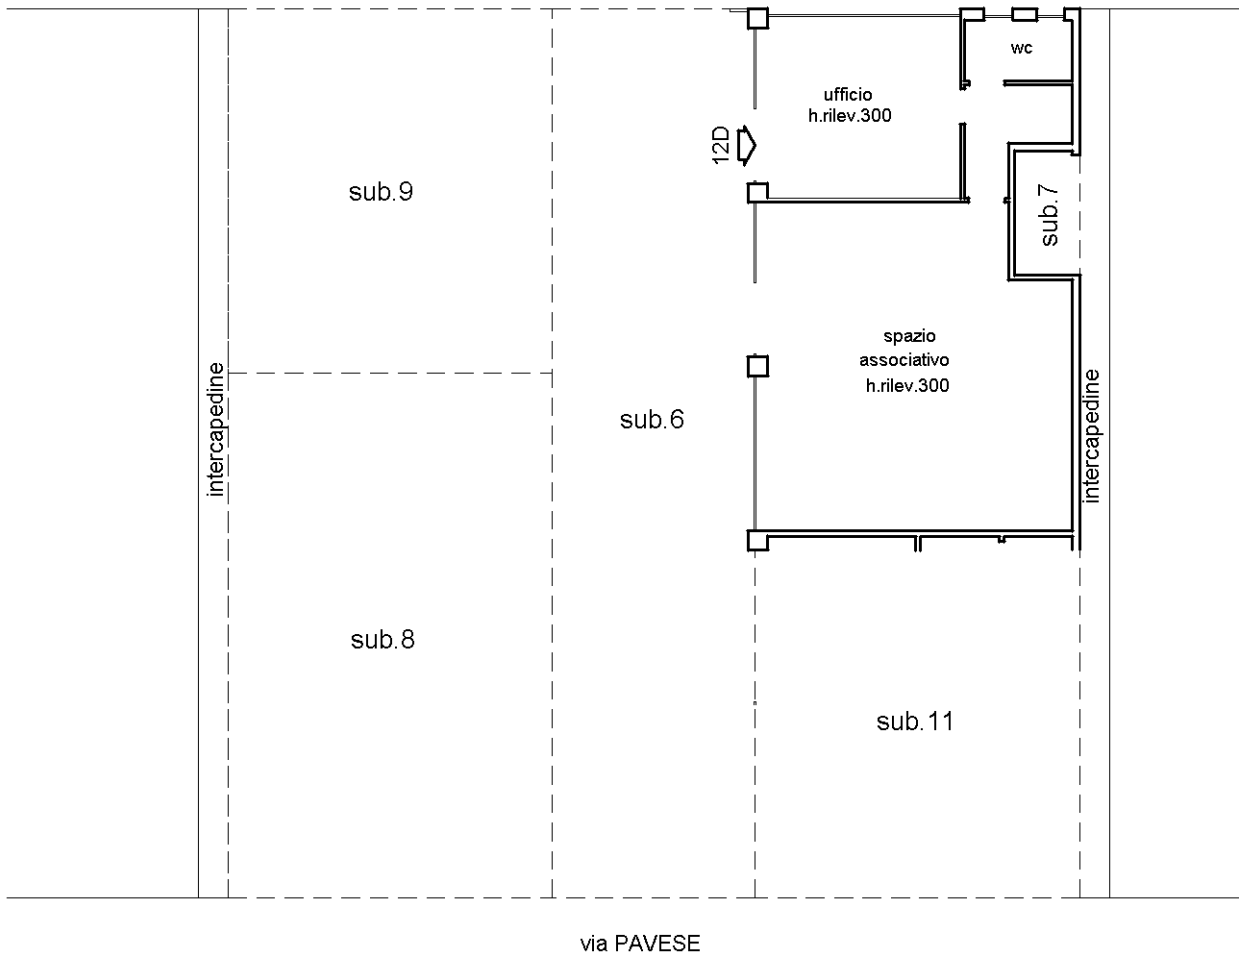 wc
ufficio
h.rilev.300
12D
sub.9
sub.7
spazio
associativo
h.rilev.300
intercapedine
sub.6
intercapedine
sub.8
sub.11
via PAVESE